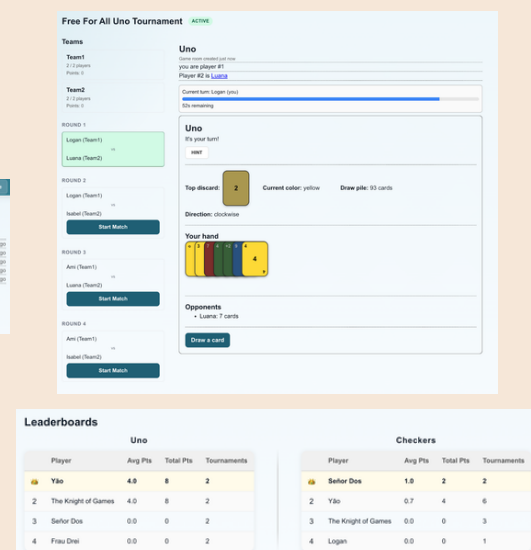 Free For All Uno Tournament ACTIVE
Teams
Team1
2 / 2 players
Points: 0
Team2
2 / 2 players
Points: 0
ROUND 1
Logan (Team1)
vs
Luana (Team2)
ROUND 2
Logan (Team1)
vs
Isabel (Team2)
Start Match
ROUND 3
Ami (Team1)
vs
Luana (Team2)
Start Match
ROUND 4
Ami (Team1)
vs
Isabel (Team2)
Start Match
Uno
Game room created just now
you are player #1
Player #2 is Luana
Current turn: Logan (you)
52s remaining
Uno
It's your turn!
HINT
Top discard: 2 Current color: yellow Draw pile: 93 cards
Direction: clockwise
Your hand
4
Opponents
• Luana: 7 cards
Draw a card
Leaderboards
Uno
Player Avg Pts Total Pts Tournaments
Yão 4.0 8 2
2 The Knight of Games 4.0 8 2
3 Señor Dos 0.0 0 2
4 Frau Drei 0.0 0 2
Checkers
Player Avg Pts Total Pts Tournaments
Señor Dos 1.0 2 2
2 Yão 0.7 4 6
3 The Knight of Games 0.0 0 3
4 Logan 0.0 0 1